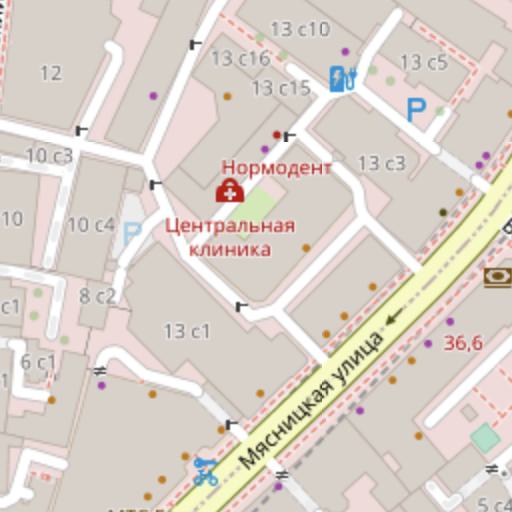 13 с10
13 с16
13 с5
12
13 с15
P
10 с3
13 с3
Нормодент
10
10 с4
P
Центральная
клиника
8 с2
с1
13 с1
6 с1
1
36,6
Мясницкая улица
5 с4